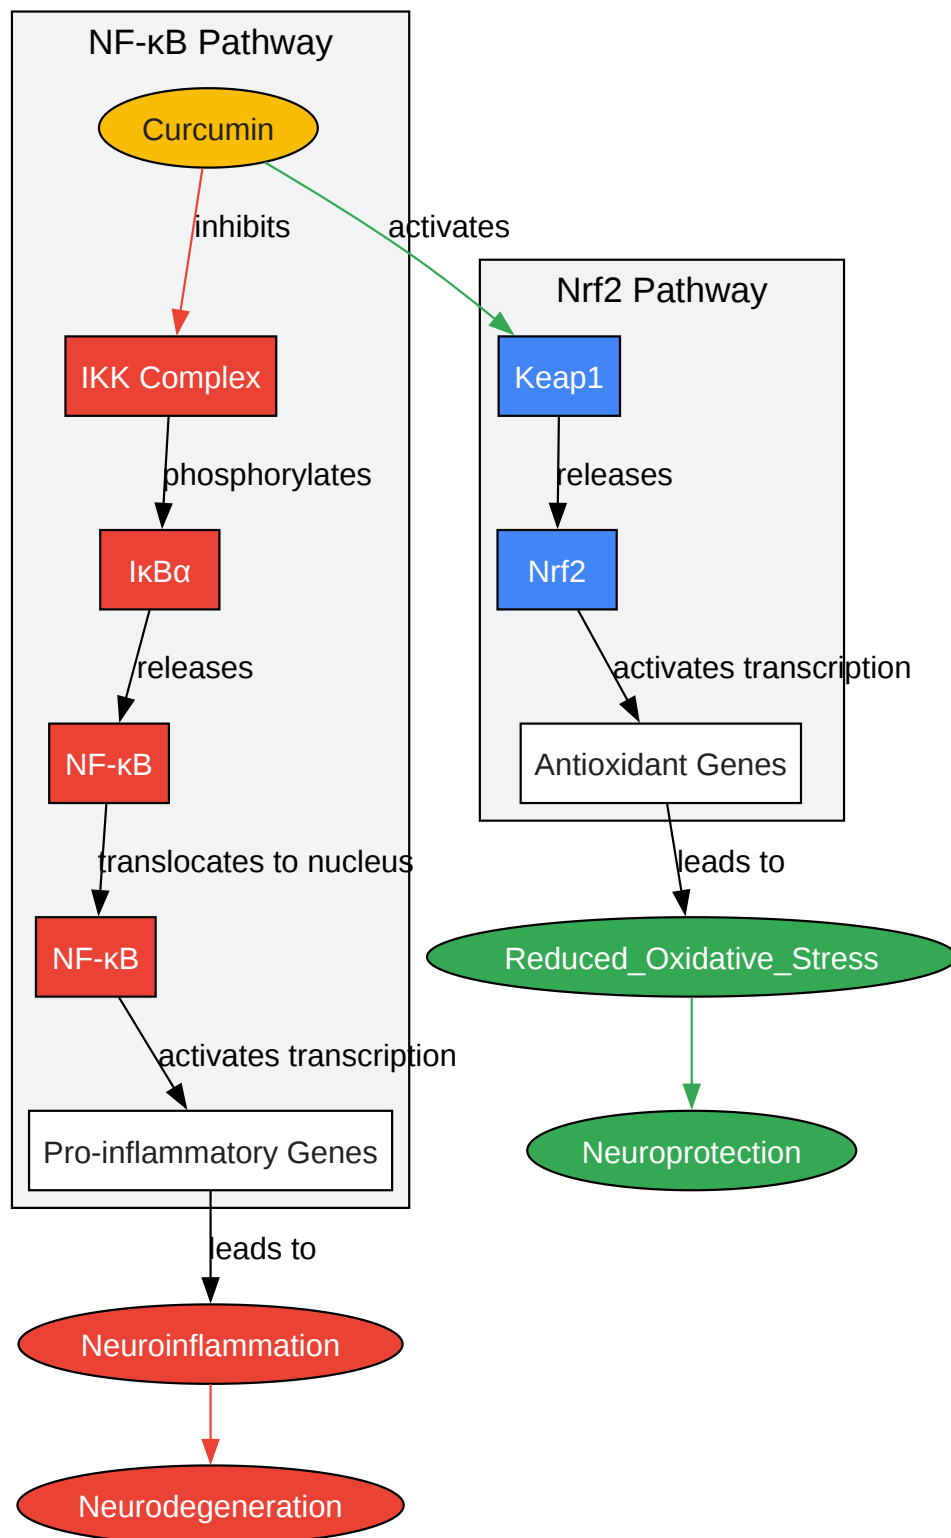 NF-κB Pathway
Curcumin
inhibits
activates
Nrf2 Pathway
IKK Complex
Keap1
phosphorylates
releases
IκBα
Nrf2
releases
activates transcription
NF-κB
Antioxidant Genes
translocates to nucleus
leads to
NF-κB
Reduced_Oxidative_Stress
activates transcription
Pro-inflammatory Genes
Neuroprotection
leads to
Neuroinflammation
Neurodegeneration